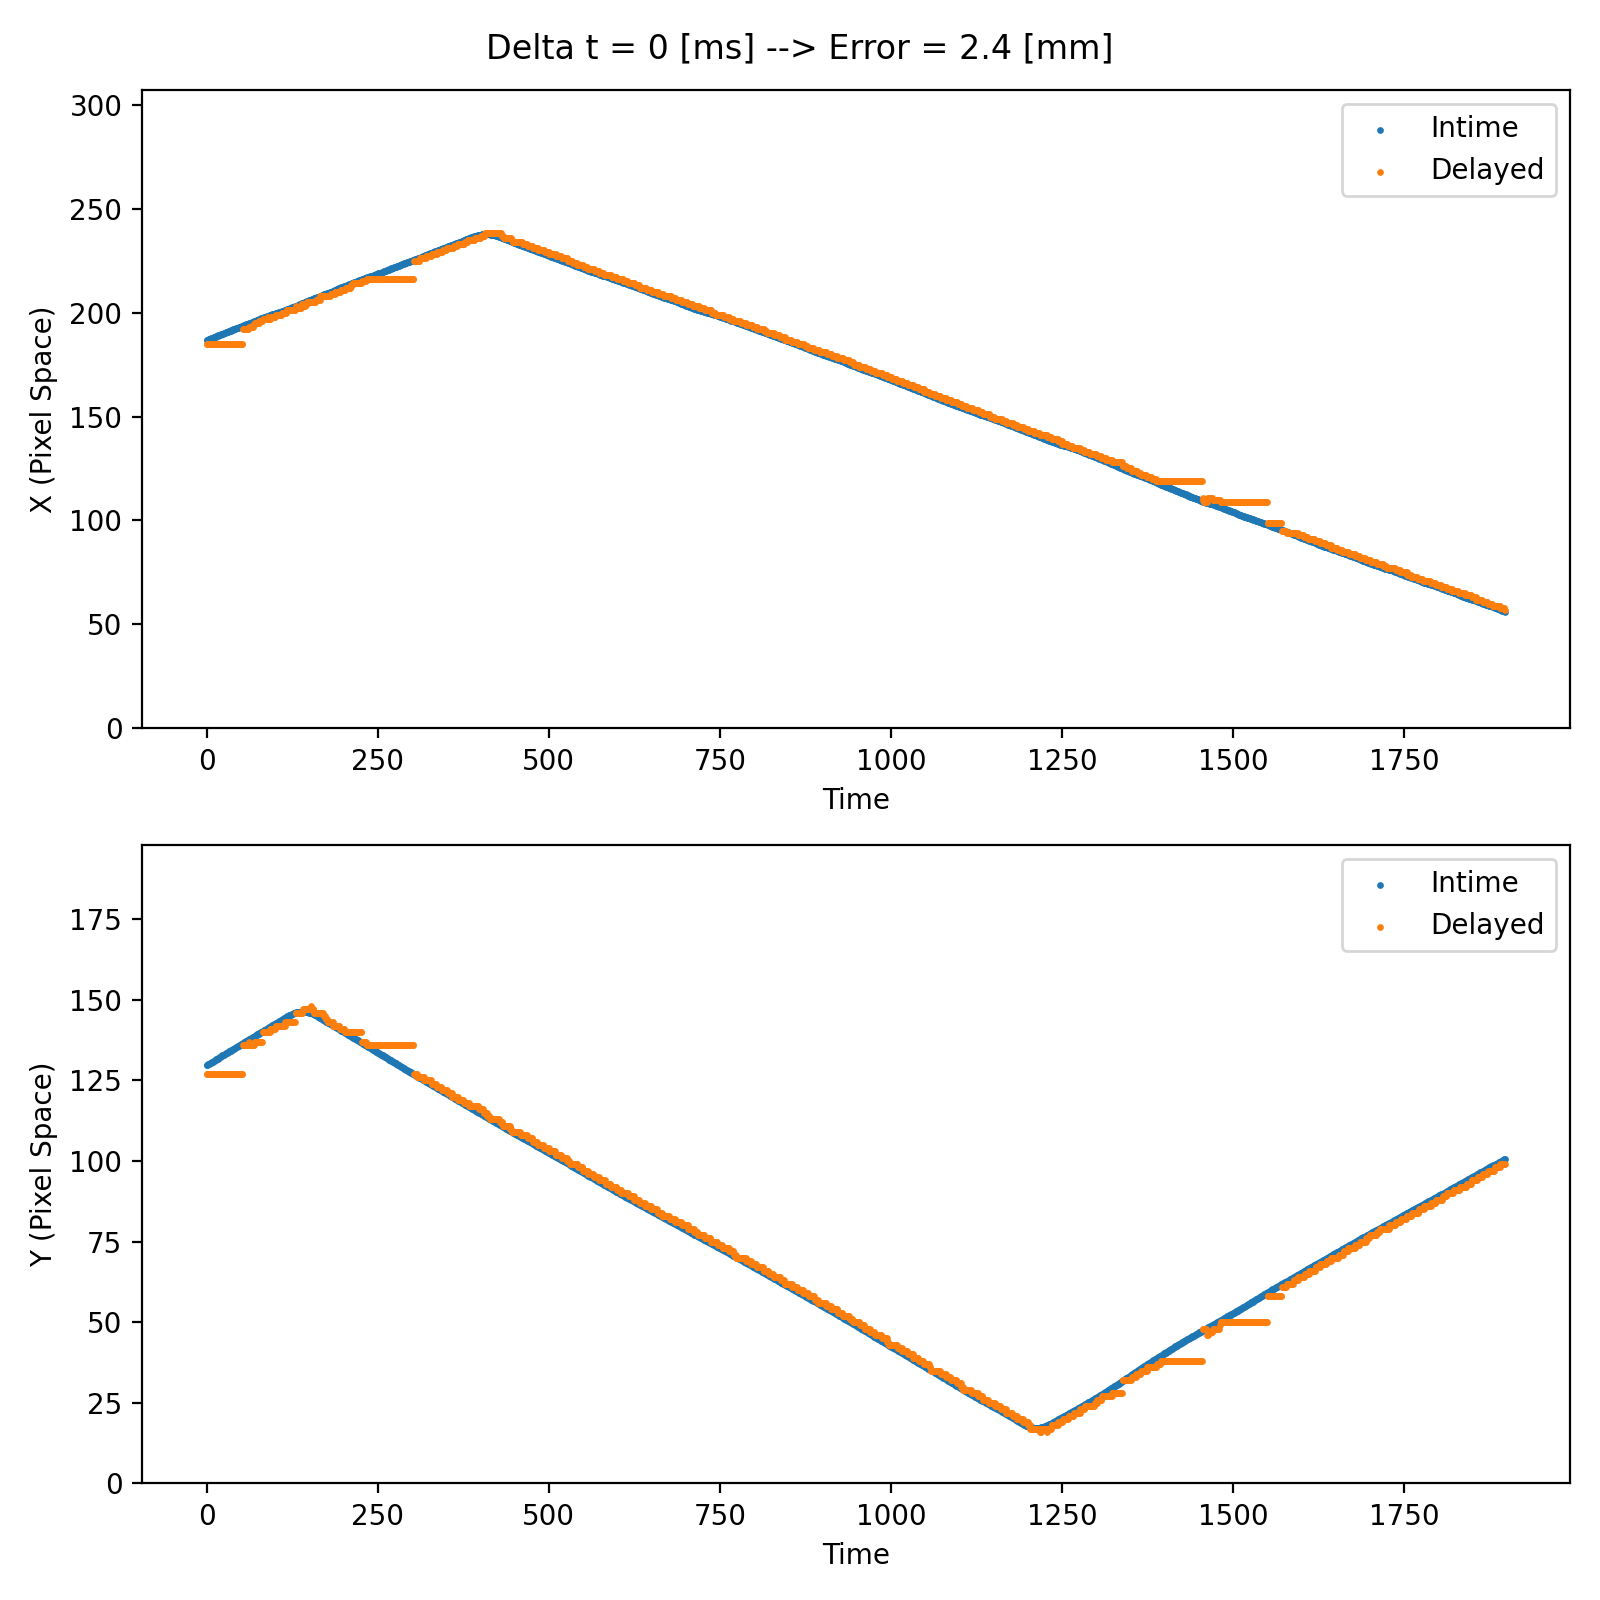 Delta t = 0 [ms] --> Error = 2.4 [mm]
300
250
200
150
100
50
0
X (Pixel Space)
Intime
Delayed
0 250 500 750 1000 1250 1500 1750
Time
175
150
125
100
75
50
25
0
Y (Pixel Space)
Intime
Delayed
0 250 500 750 1000 1250 1500 1750
Time